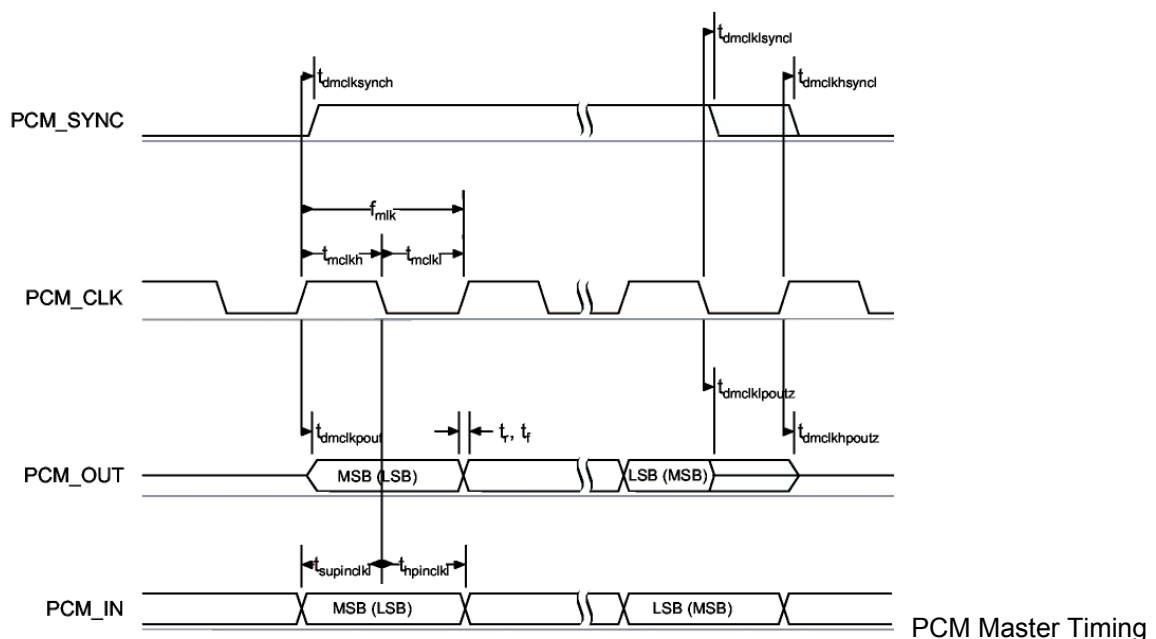 t_dmclklsyncl
t_dmclksynch
t_dmclkhsyncl
PCM_SYNC
f_mlk
t_mclkh
t_mclkl
PCM_CLK
t_dmclklpoutz
t_dmclkpout
t_r, t_f
t_dmclkhpoutz
PCM_OUT
MSB (LSB)
LSB (MSB)
t_supinclkl
t_hpinclkl
PCM_IN
MSB (LSB)
LSB (MSB)
PCM Master Timing